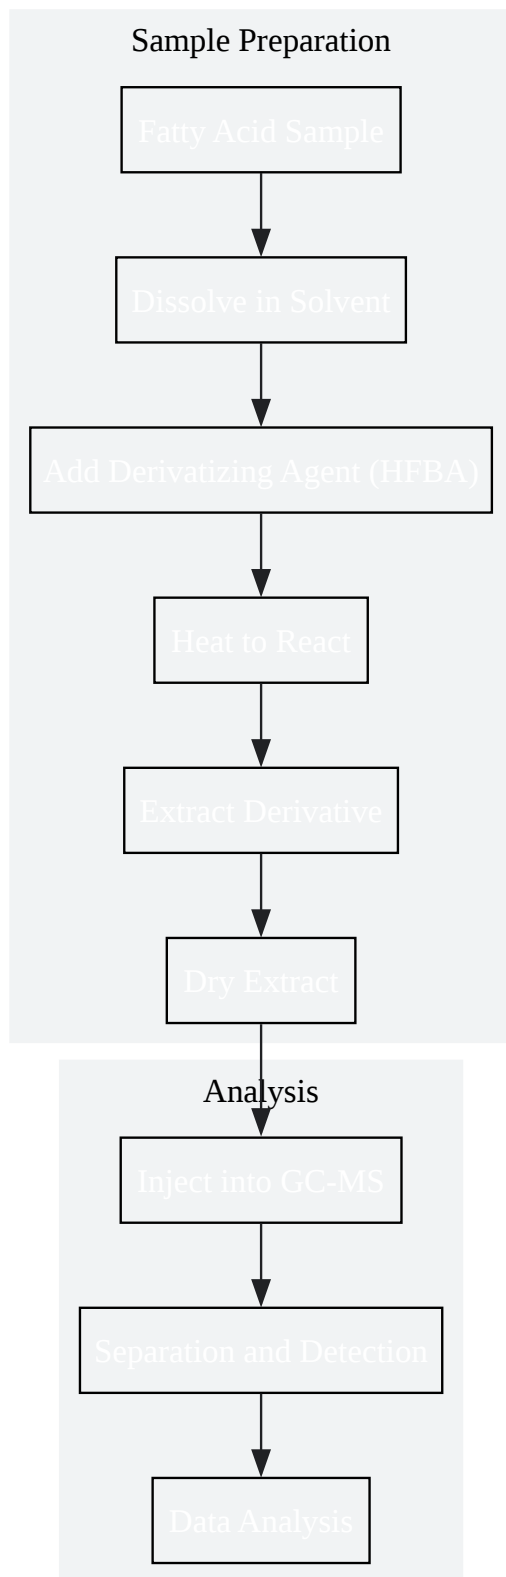 Sample Preparation
Fatty Acid Sample
Dissolve in Solvent
Add Derivatizing Agent (HFBA)
Heat to React
Extract Derivative
Dry Extract
Analysis
Inject into GC-MS
Separation and Detection
Data Analysis